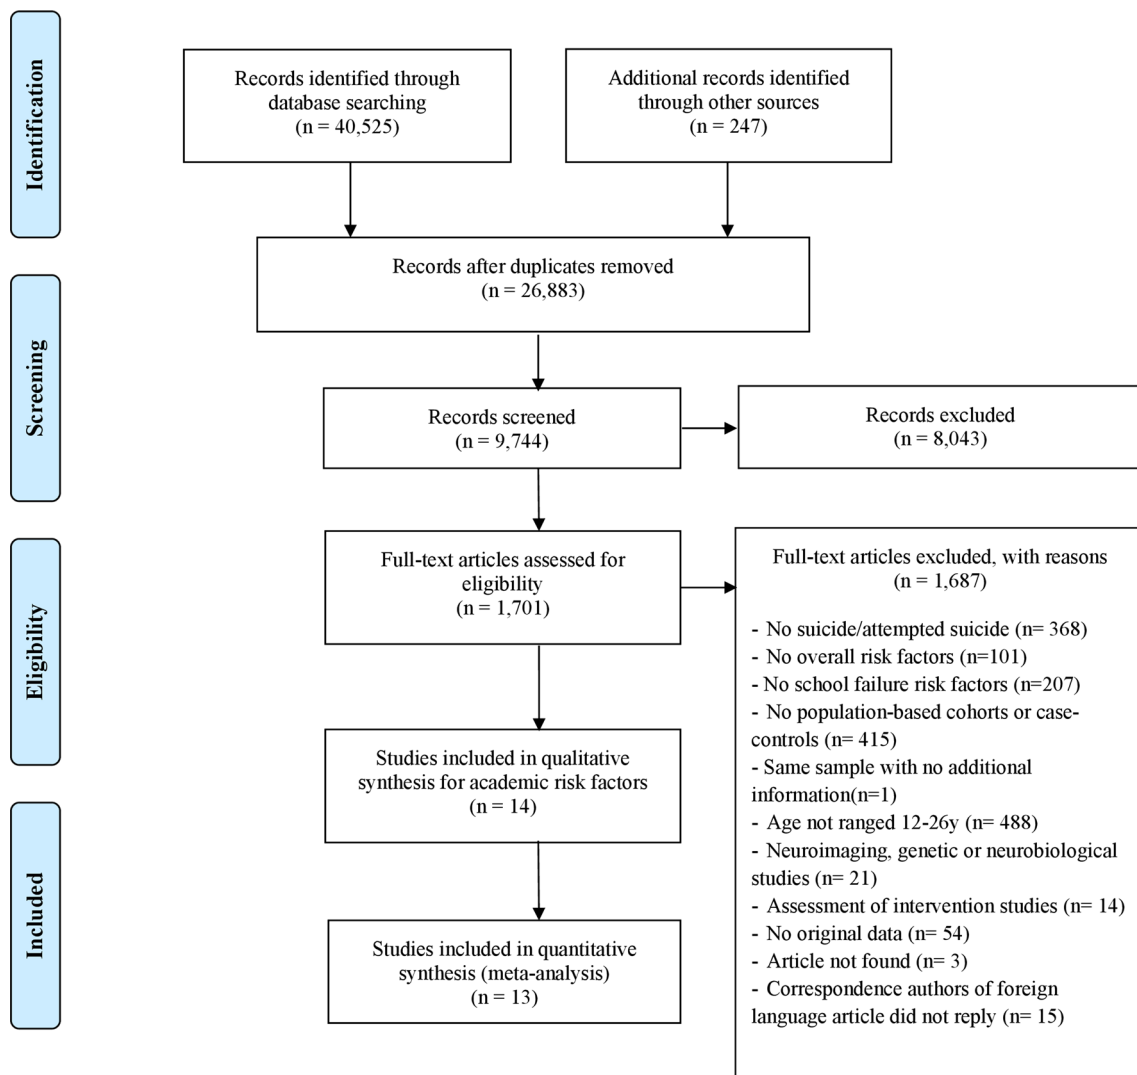 Identification
Records identified through
database searching
(n = 40,525)
Additional records identified
through other sources
(n = 247)
Records after duplicates removed
(n = 26,883)
Screening
Records screened
(n = 9,744)
Records excluded
(n = 8,043)
Eligibility
Full-text articles assessed for
eligibility
(n = 1,701)
Full-text articles excluded, with reasons
(n = 1,687)
- No suicide/attempted suicide (n= 368)
- No overall risk factors (n=101)
- No school failure risk factors (n=207)
- No population-based cohorts or case-
controls (n= 415)
- Same sample with no additional
information(n=1)
- Age not ranged 12-26y (n= 488)
- Neuroimaging, genetic or neurobiological
studies (n= 21)
- Assessment of intervention studies (n= 14)
- No original data (n= 54)
- Article not found (n= 3)
- Correspondence authors of foreign
language article did not reply (n= 15)
Studies included in qualitative
synthesis for academic risk factors
(n = 14)
Included
Studies included in quantitative
synthesis (meta-analysis)
(n = 13)